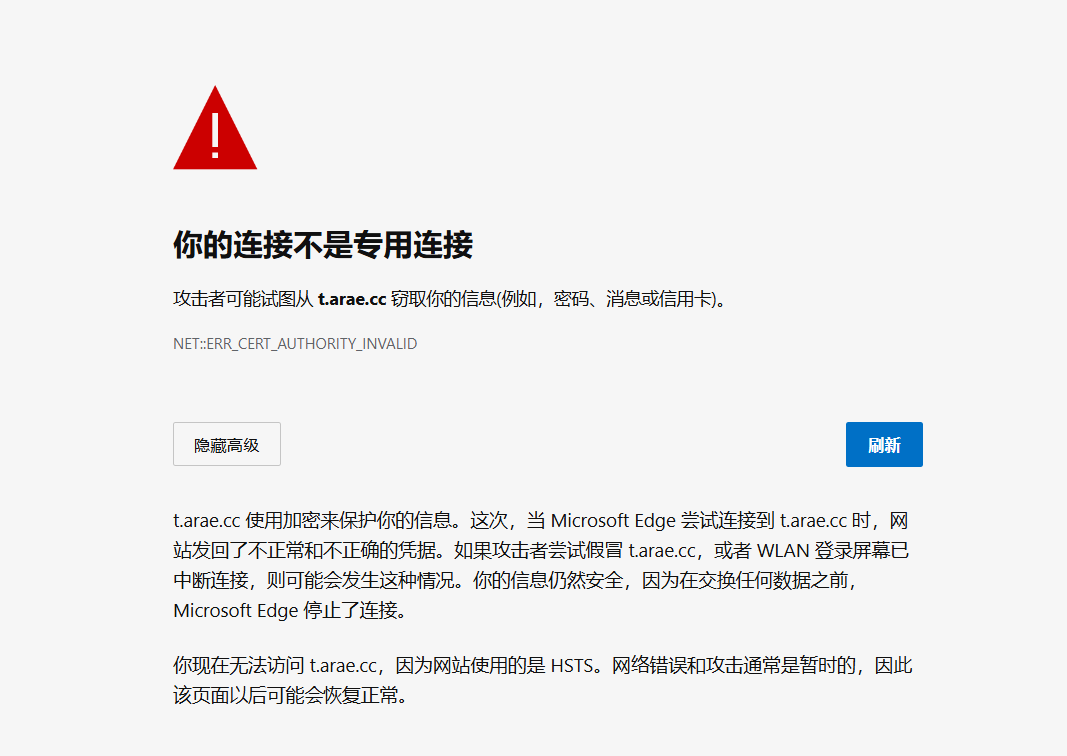 你的连接不是专用连接
攻击者可能试图从 t.arae.cc 窃取你的信息(例如，密码、消息或信用卡)。
NET::ERR_CERT_AUTHORITY_INVALID
隐藏高级
刷新
t.arae.cc 使用加密来保护你的信息。这次，当 Microsoft Edge 尝试连接到 t.arae.cc 时，网
站发回了不正常和不正确的凭据。如果攻击者尝试假冒 t.arae.cc，或者 WLAN 登录屏幕已
中断连接，则可能会发生这种情况。你的信息仍然安全，因为在交换任何数据之前，
Microsoft Edge 停止了连接。
你现在无法访问 t.arae.cc，因为网站使用的是 HSTS。网络错误和攻击通常是暂时的，因此
该页面以后可能会恢复正常。